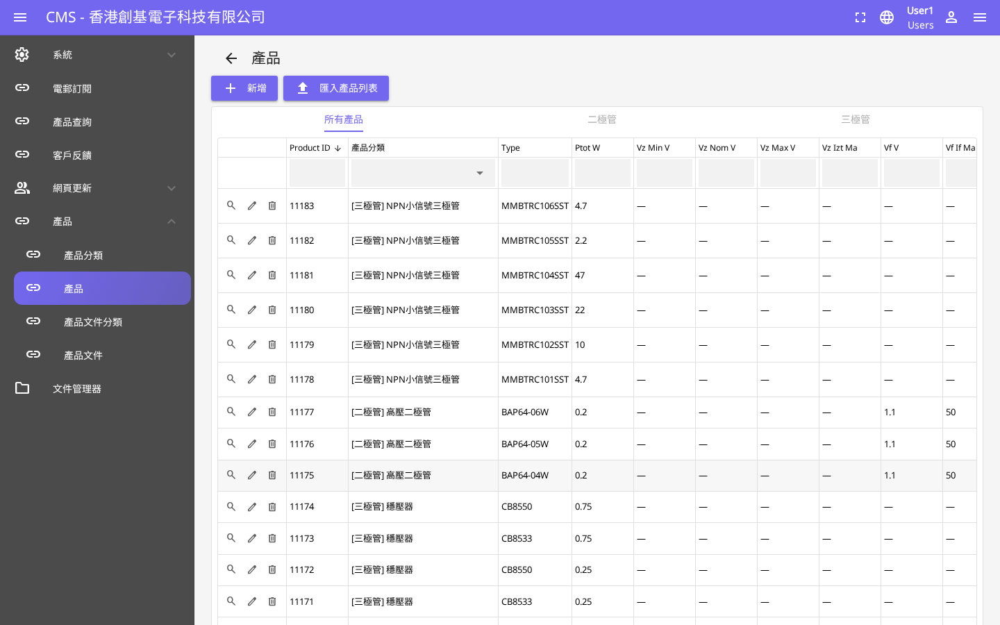 CMS - 香港創基電子科技有限公司
User1
Users
系統
電郵訂閱
產品查詢
客戶反饋
網頁更新
產品
產品分類
產品
產品文件分類
產品文件
文件管理器
產品
新增
匯入產品列表
所有產品 二極管 三極管
Product ID 產品分類 Type Ptot W Vz Min V Vz Nom V Vz Max V Vz Izt Ma Vf V Vf If Ma
11183 [三極管] NPN小信號三極管 MMBTRC106SST 4.7 — — — — — —
11182 [三極管] NPN小信號三極管 MMBTRC105SST 2.2 — — — — — —
11181 [三極管] NPN小信號三極管 MMBTRC104SST 47 — — — — — —
11180 [三極管] NPN小信號三極管 MMBTRC103SST 22 — — — — — —
11179 [三極管] NPN小信號三極管 MMBTRC102SST 10 — — — — — —
11178 [三極管] NPN小信號三極管 MMBTRC101SST 4.7 — — — — — —
11177 [二極管] 高壓二極管 BAP64-06W 0.2 — — — — 1.1 50
11176 [二極管] 高壓二極管 BAP64-05W 0.2 — — — — 1.1 50
11175 [二極管] 高壓二極管 BAP64-04W 0.2 — — — — 1.1 50
11174 [三極管] 穩壓器 CB8550 0.75 — — — — — —
11173 [三極管] 穩壓器 CB8533 0.75 — — — — — —
11172 [三極管] 穩壓器 CB8550 0.25 — — — — — —
11171 [三極管] 穩壓器 CB8533 0.25 — — — — — —